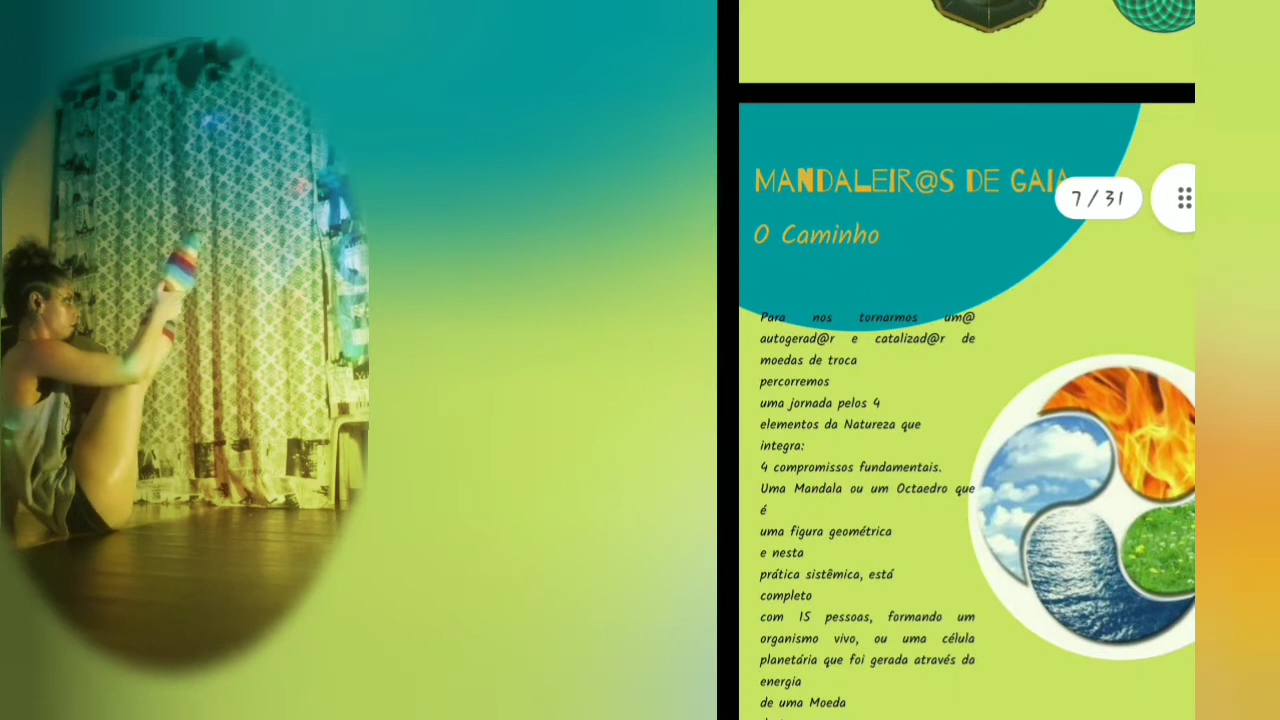 MANDALEIR@S DE GAIA
7 / 31
O Caminho
Para nos tornarmos um@
autogerad@r e catalizad@r de
moedas de troca
percorremos
uma jornada pelos 4
elementos da Natureza que
integra:
4 compromissos fundamentais.
Uma Mandala ou um Octaedro que
é
uma figura geométrica
e nesta
prática sistêmica, está
completo
com 15 pessoas, formando um
organismo vivo, ou uma célula
planetária que foi gerada através da
energia
de uma Moeda